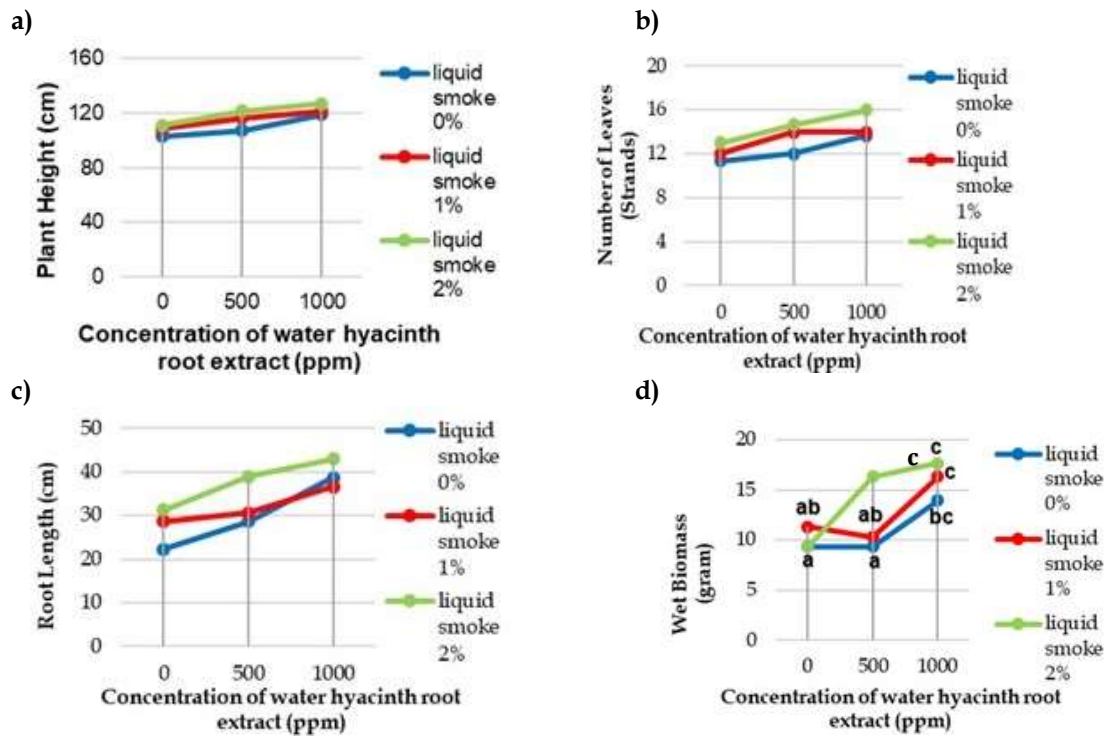 a)
160
120
80
40
0
Plant Height (cm)
0 500 1000
Concentration of water hyacinth
root extract (ppm)
liquid
smoke
0%
liquid
smoke
1%
liquid
smoke
2%
b)
20
16
12
8
4
0
Number of Leaves
(Strands)
0 500 1000
Concentration of water hyacinth root
extract (ppm)
liquid
smoke
0%
liquid
smoke
1%
liquid
smoke
2%
c)
50
40
30
20
10
0
Root Length (cm)
0 500 1000
Concentration of water hyacinth root
extract (ppm)
liquid
smoke
0%
liquid
smoke
1%
liquid
smoke
2%
d)
20
15
10
5
0
Wet Biomass
(gram)
c
c
c
ab
ab
bc
a
a
0 500 1000
Concentration of water hyacinth root
extract (ppm)
liquid
smoke
0%
liquid
smoke
1%
liquid
smoke
2%